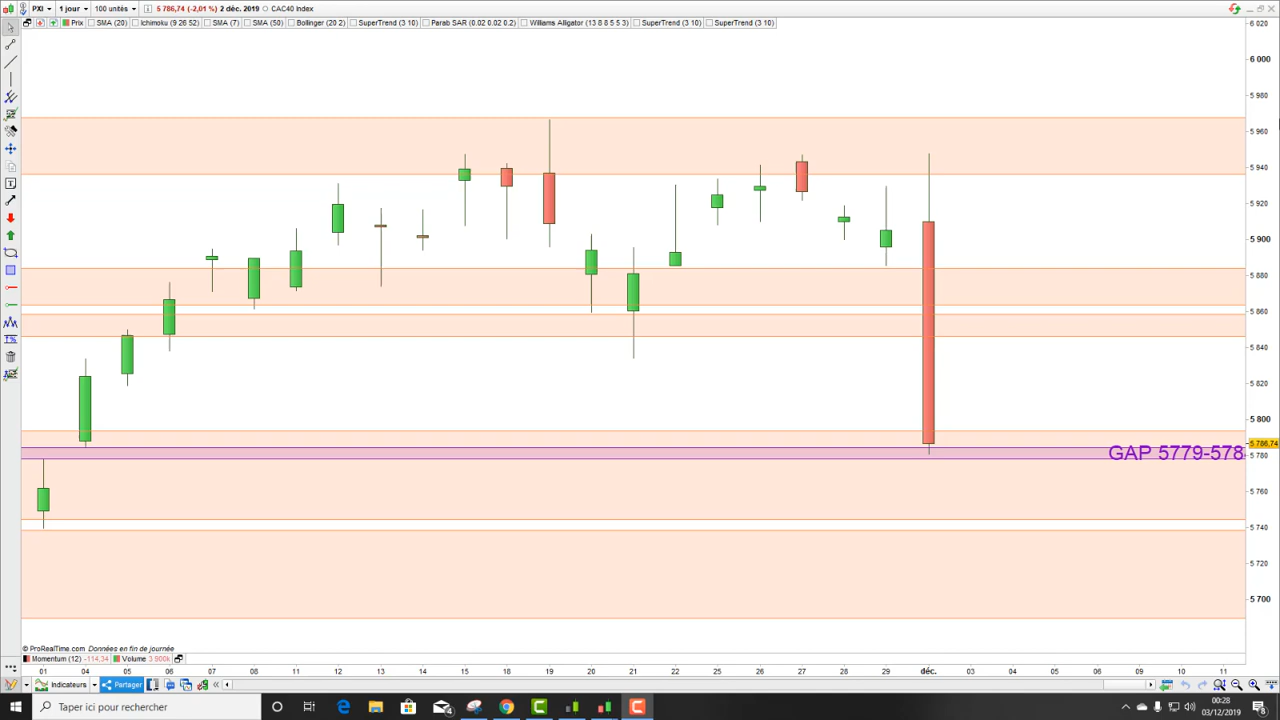 PXI 1 jour 100 unités 5 786,74 (-2,01 %) 2 déc. 2019 CAC40 Index
Prix SMA (20) Ichimoku (9 26 52) SMA (7) SMA (50) Bollinger (20 2) SuperTrend (3 10) Parab SAR (0.02 0.02 0.2) Williams Alligator (13 8 8 5 5 3) SuperTrend (3 10) SuperTrend (3 10)
6 020
6 000
5 980
5 960
5 940
5 920
5 900
5 880
5 860
5 840
5 820
5 800
5 786,74
GAP 5779-578
5 780
5 760
5 740
5 720
5 700
© ProRealTime.com Données en fin de journée
Momentum (12) -114,34 Volume 3 900k
01 04 05 06 07 08 11 12 13 14 15 18 19 20 21 22 25 26 27 28 29 déc. 03 04 05 06 09 10 11
Indicateurs Partager
Taper ici pour rechercher
4
00:28
03/12/2019
8